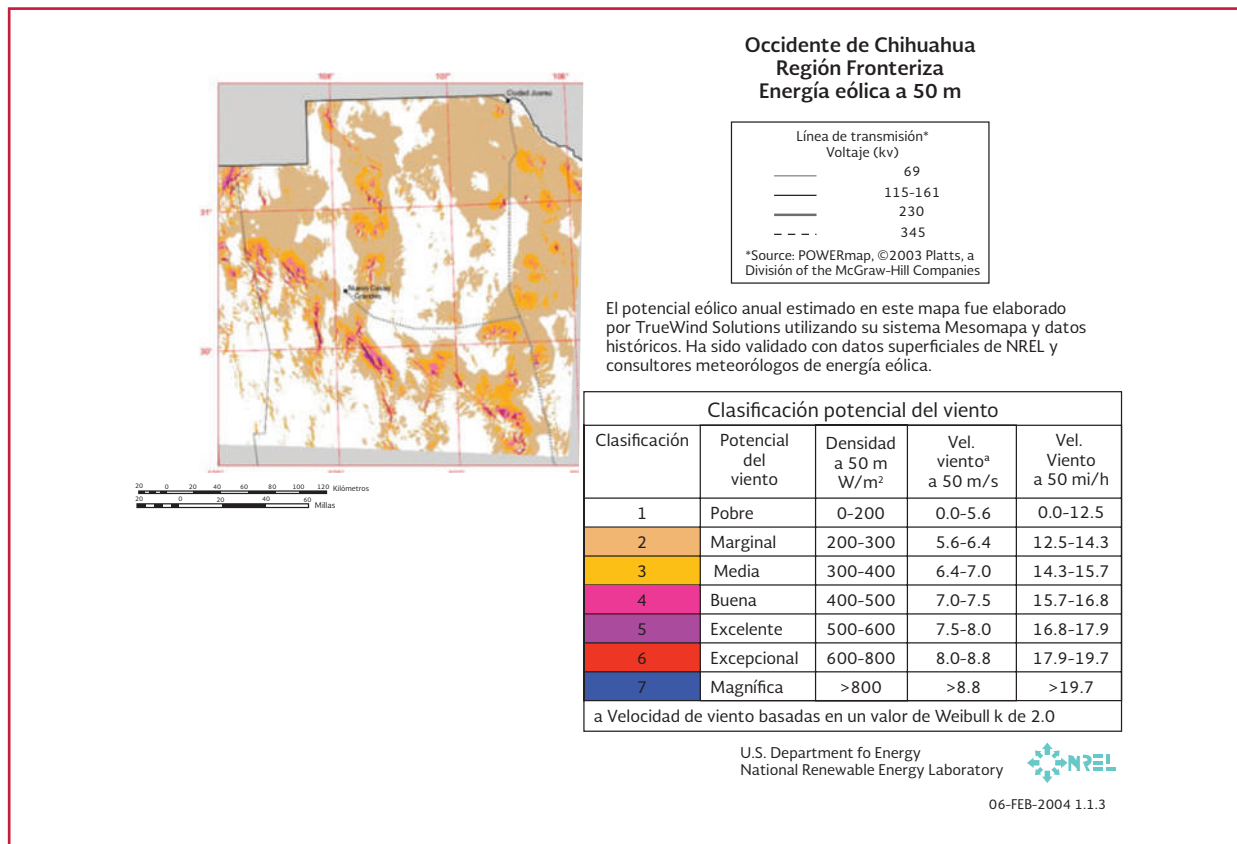 Occidente de Chihuahua
Región Fronteriza
Energía eólica a 50 m
Línea de transmisión*
Voltaje (kv)
69
115-161
230
345
*Source: POWERmap, ©2003 Platts, a
División of the McGraw-Hill Companies
108°
107°
106°
Ciudad Juarez
31°
Nuevo Casas
Grandes
30°
20 0 20 40 60 80 100 120 Kilómetros
20 0 20 40 60 Millas
El potencial eólico anual estimado en este mapa fue elaborado
por TrueWind Solutions utilizando su sistema Mesomapa y datos
históricos. Ha sido validado con datos superficiales de NREL y
consultores meteorólogos de energía eólica.
Clasificación potencial del viento
Clasificación Potencial del viento Densidad a 50 m W/m² Vel. vientoª a 50 m/s Vel. Viento a 50 mi/h
1 Pobre 0-200 0.0-5.6 0.0-12.5
2 Marginal 200-300 5.6-6.4 12.5-14.3
3 Media 300-400 6.4-7.0 14.3-15.7
4 Buena 400-500 7.0-7.5 15.7-16.8
5 Excelente 500-600 7.5-8.0 16.8-17.9
6 Excepcional 600-800 8.0-8.8 17.9-19.7
7 Magnífica >800 >8.8 >19.7
a Velocidad de viento basadas en un valor de Weibull k de 2.0
U.S. Department fo Energy
National Renewable Energy Laboratory
NREL
06-FEB-2004 1.1.3